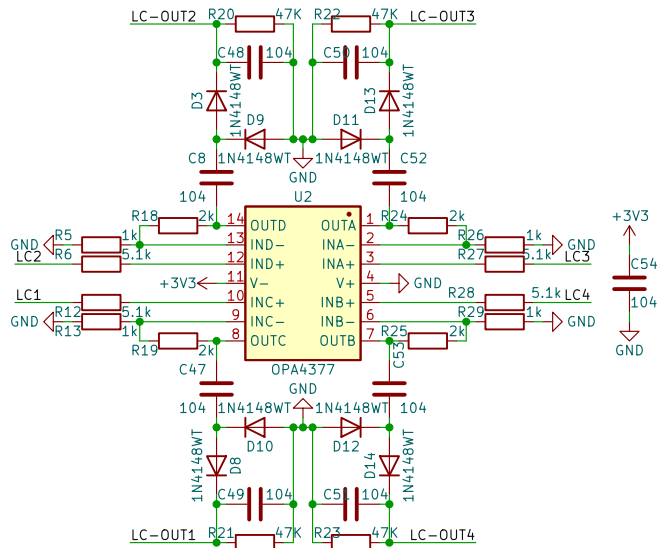 LC-OUT2 R20 47K R22 47K LC-OUT3
C48 104 C50 104
D3 1N4148WT D13 1N4148WT
D9 D11
C8 1N4148WT 1N4148WT C52
GND
104 U2 104
R18 2k 14 OUTD OUTA 1 R24 2k
GND R5 1k 13 IND- INA- 2 R26 1k GND
LC2 R6 5.1k 12 IND+ INA+ 3 R27 5.1k LC3
+3V3 11 V- V+ 4 GND
LC1 10 INC+ INB+ 5 R28 5.1k LC4
R12 5.1k
GND R13 1k 9 INC- INB- 6 R29 1k GND
R19 2k 8 OUTC OUTB 7 R25 2k
+3V3
C54
104
GND
C47 OPA4377 C53
GND
104 1N4148WT 1N4148WT 104
D10 D12
1N4148WT D8 D14 1N4148WT
C49 104 C51 104
LC-OUT1 R21 47K R23 47K LC-OUT4